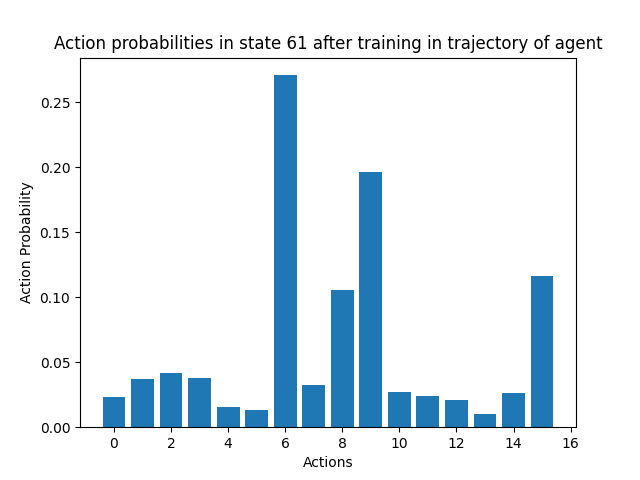 Action probabilities in state 61 after training in trajectory of agent
0.25
0.20
0.15
0.10
0.05
0.00
Action Probability
0 2 4 6 8 10 12 14 16
Actions